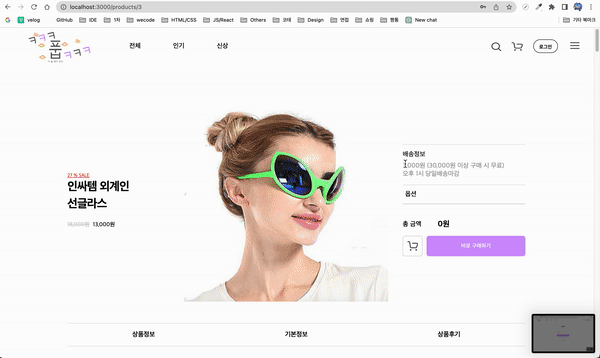 localhost:3000/products/3
velog
GitHub
IDE
1차
wecode
HTML/CSS
JS/React
Others
코테
Design
면접
쇼핑
짱돌
New chat
기타 북마크
ㅋㅋㅋ
풉
ㅋㅋㅋ
전체
인기
신상
로그인
27 % SALE
인싸템 외계인
선글라스
18,000원 13,000원
배송정보
,000원 (30,000원 이상 구매 시 무료)
오후 1시 당일배송마감
옵션
총 금액 0원
바로 구매하기
상품정보
기본정보
상품후기